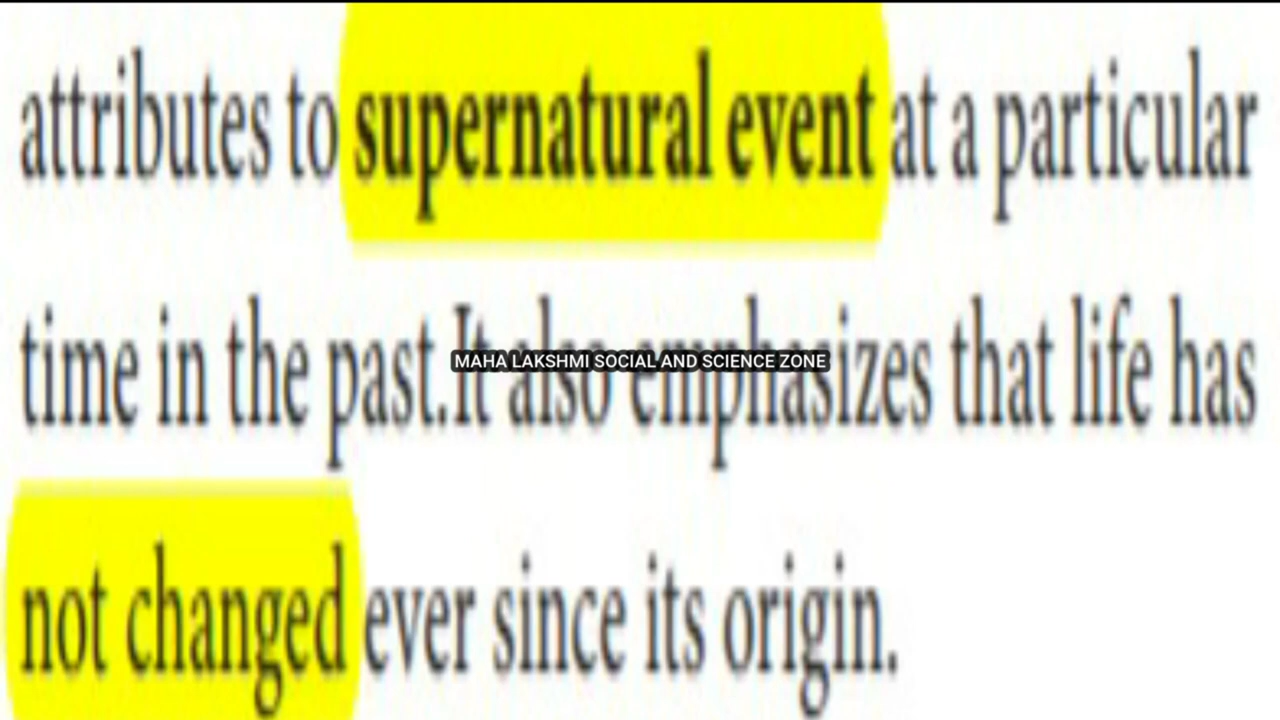 attributes to supernatural event at a particular
time in the past.It also emphasizes that life has
MAHA LAKSHMI SOCIAL AND SCIENCE ZONE
not changed ever since its origin.